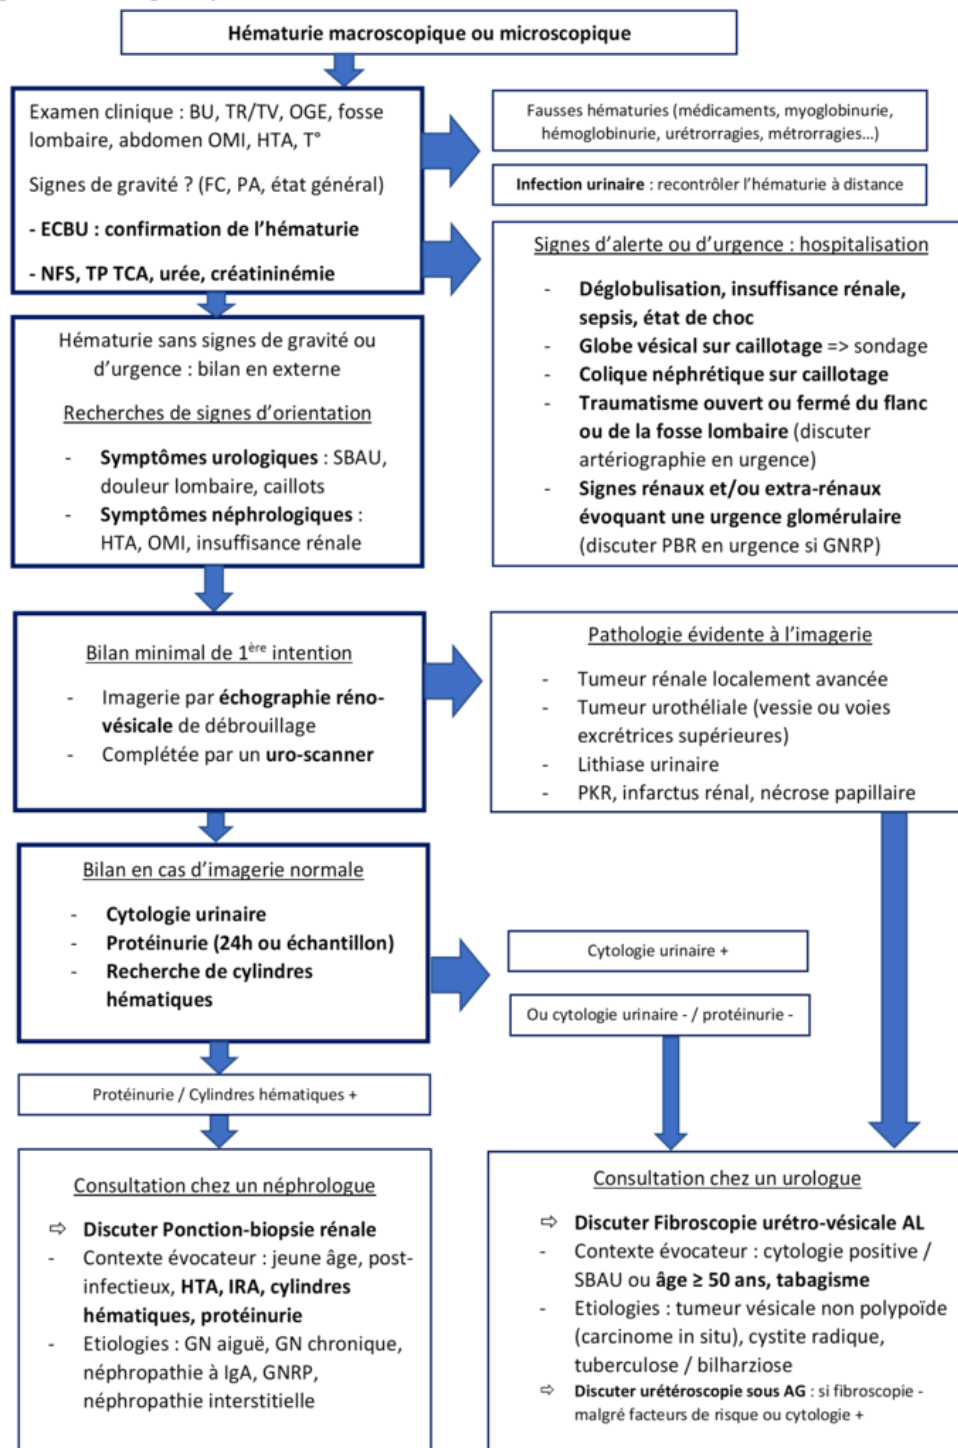 Hématurie macroscopique ou microscopique
Examen clinique : BU, TR/TV, OGE, fosse
lombaire, abdomen OMI, HTA, T°
Signes de gravité ? (FC, PA, état général)
- ECBU : confirmation de l’hématurie
- NFS, TP TCA, urée, créatininémie
Fausses hématuries (médicaments, myoglobinurie,
hémoglobinurie, urétrorragies, métrorragies…)
Infection urinaire : recontrôler l’hématurie à distance
Signes d’alerte ou d’urgence : hospitalisation
- Déglobulisation, insuffisance rénale,
sepsis, état de choc
- Globe vésical sur caillotage => sondage
- Colique néphrétique sur caillotage
- Traumatisme ouvert ou fermé du flanc
ou de la fosse lombaire (discuter
artériographie en urgence)
- Signes rénaux et/ou extra-rénaux
évoquant une urgence glomérulaire
(discuter PBR en urgence si GNRP)
Hématurie sans signes de gravité ou
d’urgence : bilan en externe
Recherches de signes d’orientation
- Symptômes urologiques : SBAU,
douleur lombaire, caillots
- Symptômes néphrologiques :
HTA, OMI, insuffisance rénale
Bilan minimal de 1ère intention
- Imagerie par échographie réno-
vésicale de débrouillage
- Complétée par un uro-scanner
Pathologie évidente à l’imagerie
- Tumeur rénale localement avancée
- Tumeur urothéliale (vessie ou voies
excrétrices supérieures)
- Lithiase urinaire
- PKR, infarctus rénal, nécrose papillaire
Bilan en cas d’imagerie normale
- Cytologie urinaire
- Protéinurie (24h ou échantillon)
- Recherche de cylindres
hématiques
Cytologie urinaire +
Ou cytologie urinaire - / protéinurie -
Protéinurie / Cylindres hématiques +
Consultation chez un néphrologue
⇨ Discuter Ponction-biopsie rénale
- Contexte évocateur : jeune âge, post-
infectieux, HTA, IRA, cylindres
hématiques, protéinurie
- Etiologies : GN aiguë, GN chronique,
néphropathie à IgA, GNRP,
néphropathie interstitielle
Consultation chez un urologue
⇨ Discuter Fibroscopie urétro-vésicale AL
- Contexte évocateur : cytologie positive /
SBAU ou âge ≥ 50 ans, tabagisme
- Etiologies : tumeur vésicale non polypoïde
(carcinome in situ), cystite radique,
tuberculose / bilharziose
⇨ Discuter urétéroscopie sous AG : si fibroscopie -
malgré facteurs de risque ou cytologie +